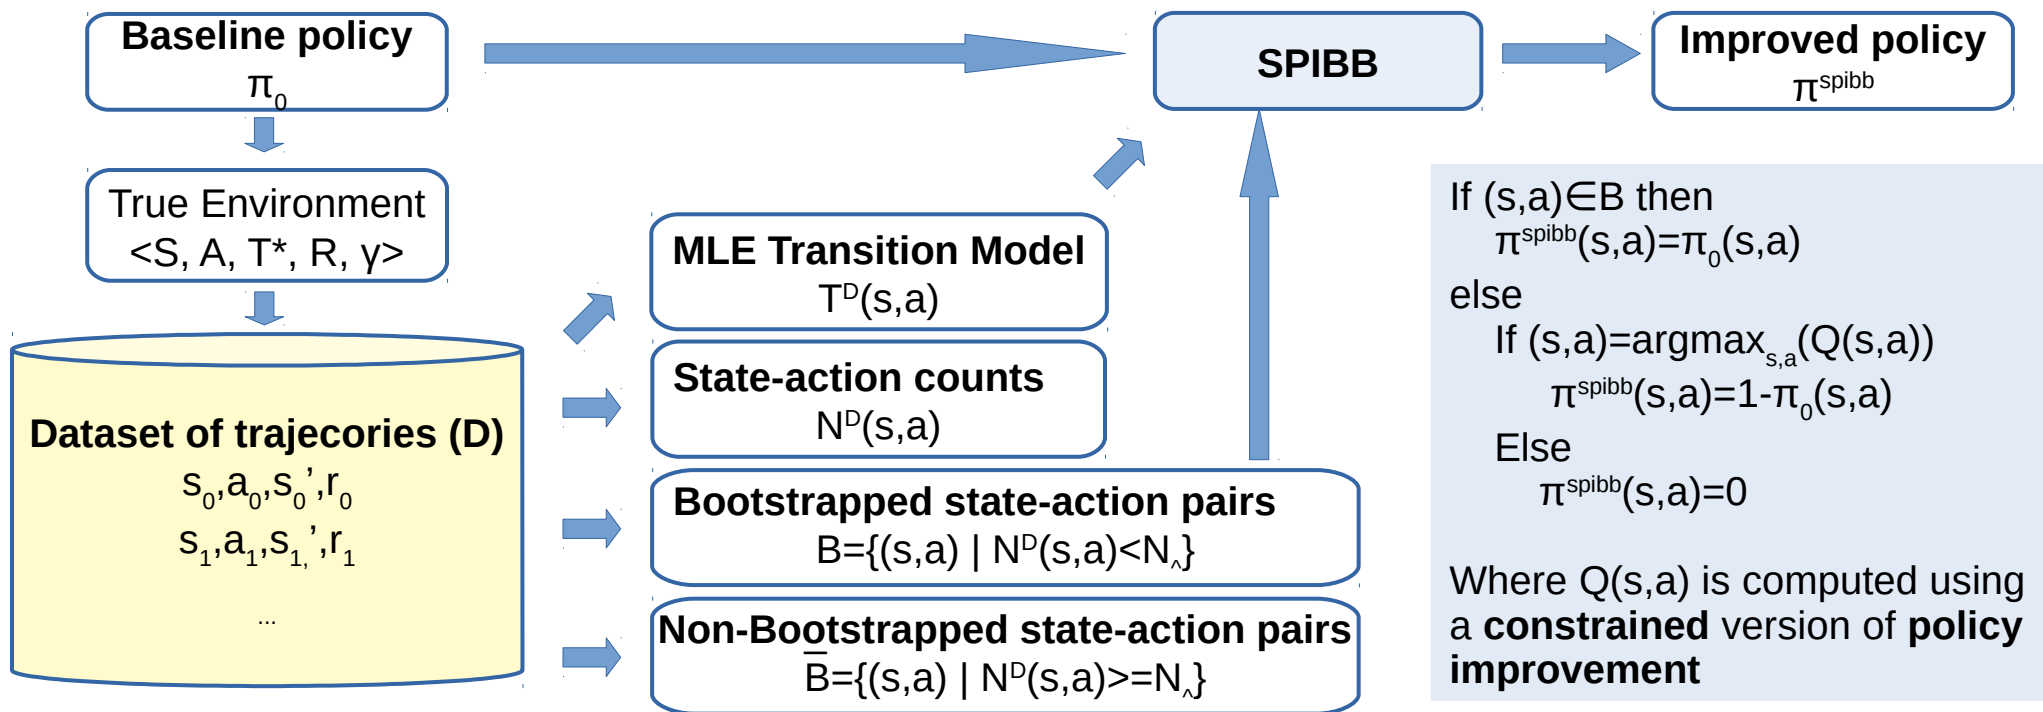 Baseline policy
π₀
SPIBB
Improved policy
πˢᵖⁱᵇᵇ
True Environment
<S, A, T*, R, γ>
MLE Transition Model
Tᴰ(s,a)
State-action counts
Nᴰ(s,a)
Dataset of trajecories (D)
s₀,a₀,s₀’,r₀
s₁,a₁,s₁,’,r₁
...
Bootstrapped state-action pairs
B={(s,a) | Nᴰ(s,a)<N^}
Non-Bootstrapped state-action pairs
B̅={(s,a) | Nᴰ(s,a)>=N^}
If (s,a)∈B then
πˢᵖⁱᵇᵇ(s,a)=π₀(s,a)
else
If (s,a)=argmaxs,a(Q(s,a))
πˢᵖⁱᵇᵇ(s,a)=1-π₀(s,a)
Else
πˢᵖⁱᵇᵇ(s,a)=0
Where Q(s,a) is computed using
a constrained version of policy
improvement